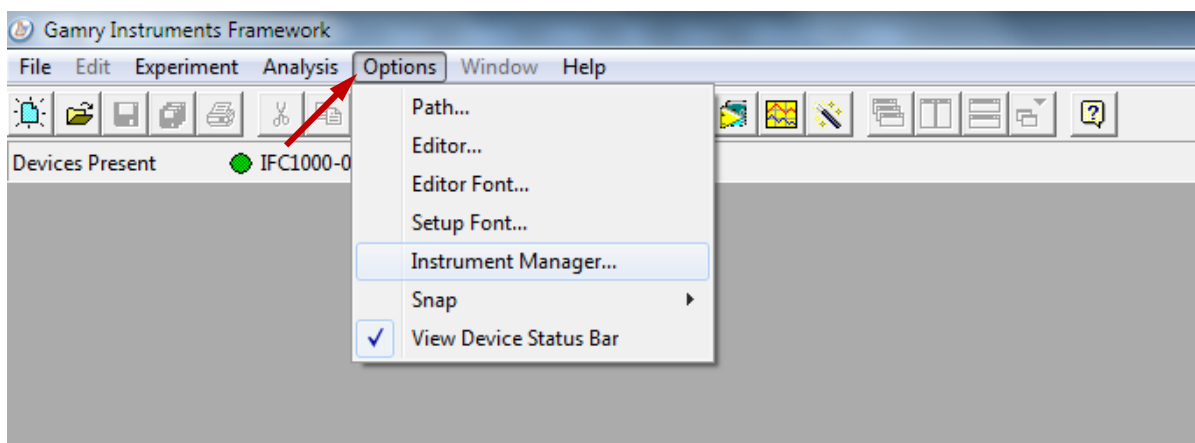 Gamry Instruments Framework
File Edit Experiment Analysis Options Window Help
Devices Present IFC1000-0
Path...
Editor...
Editor Font...
Setup Font...
Instrument Manager...
Snap
View Device Status Bar